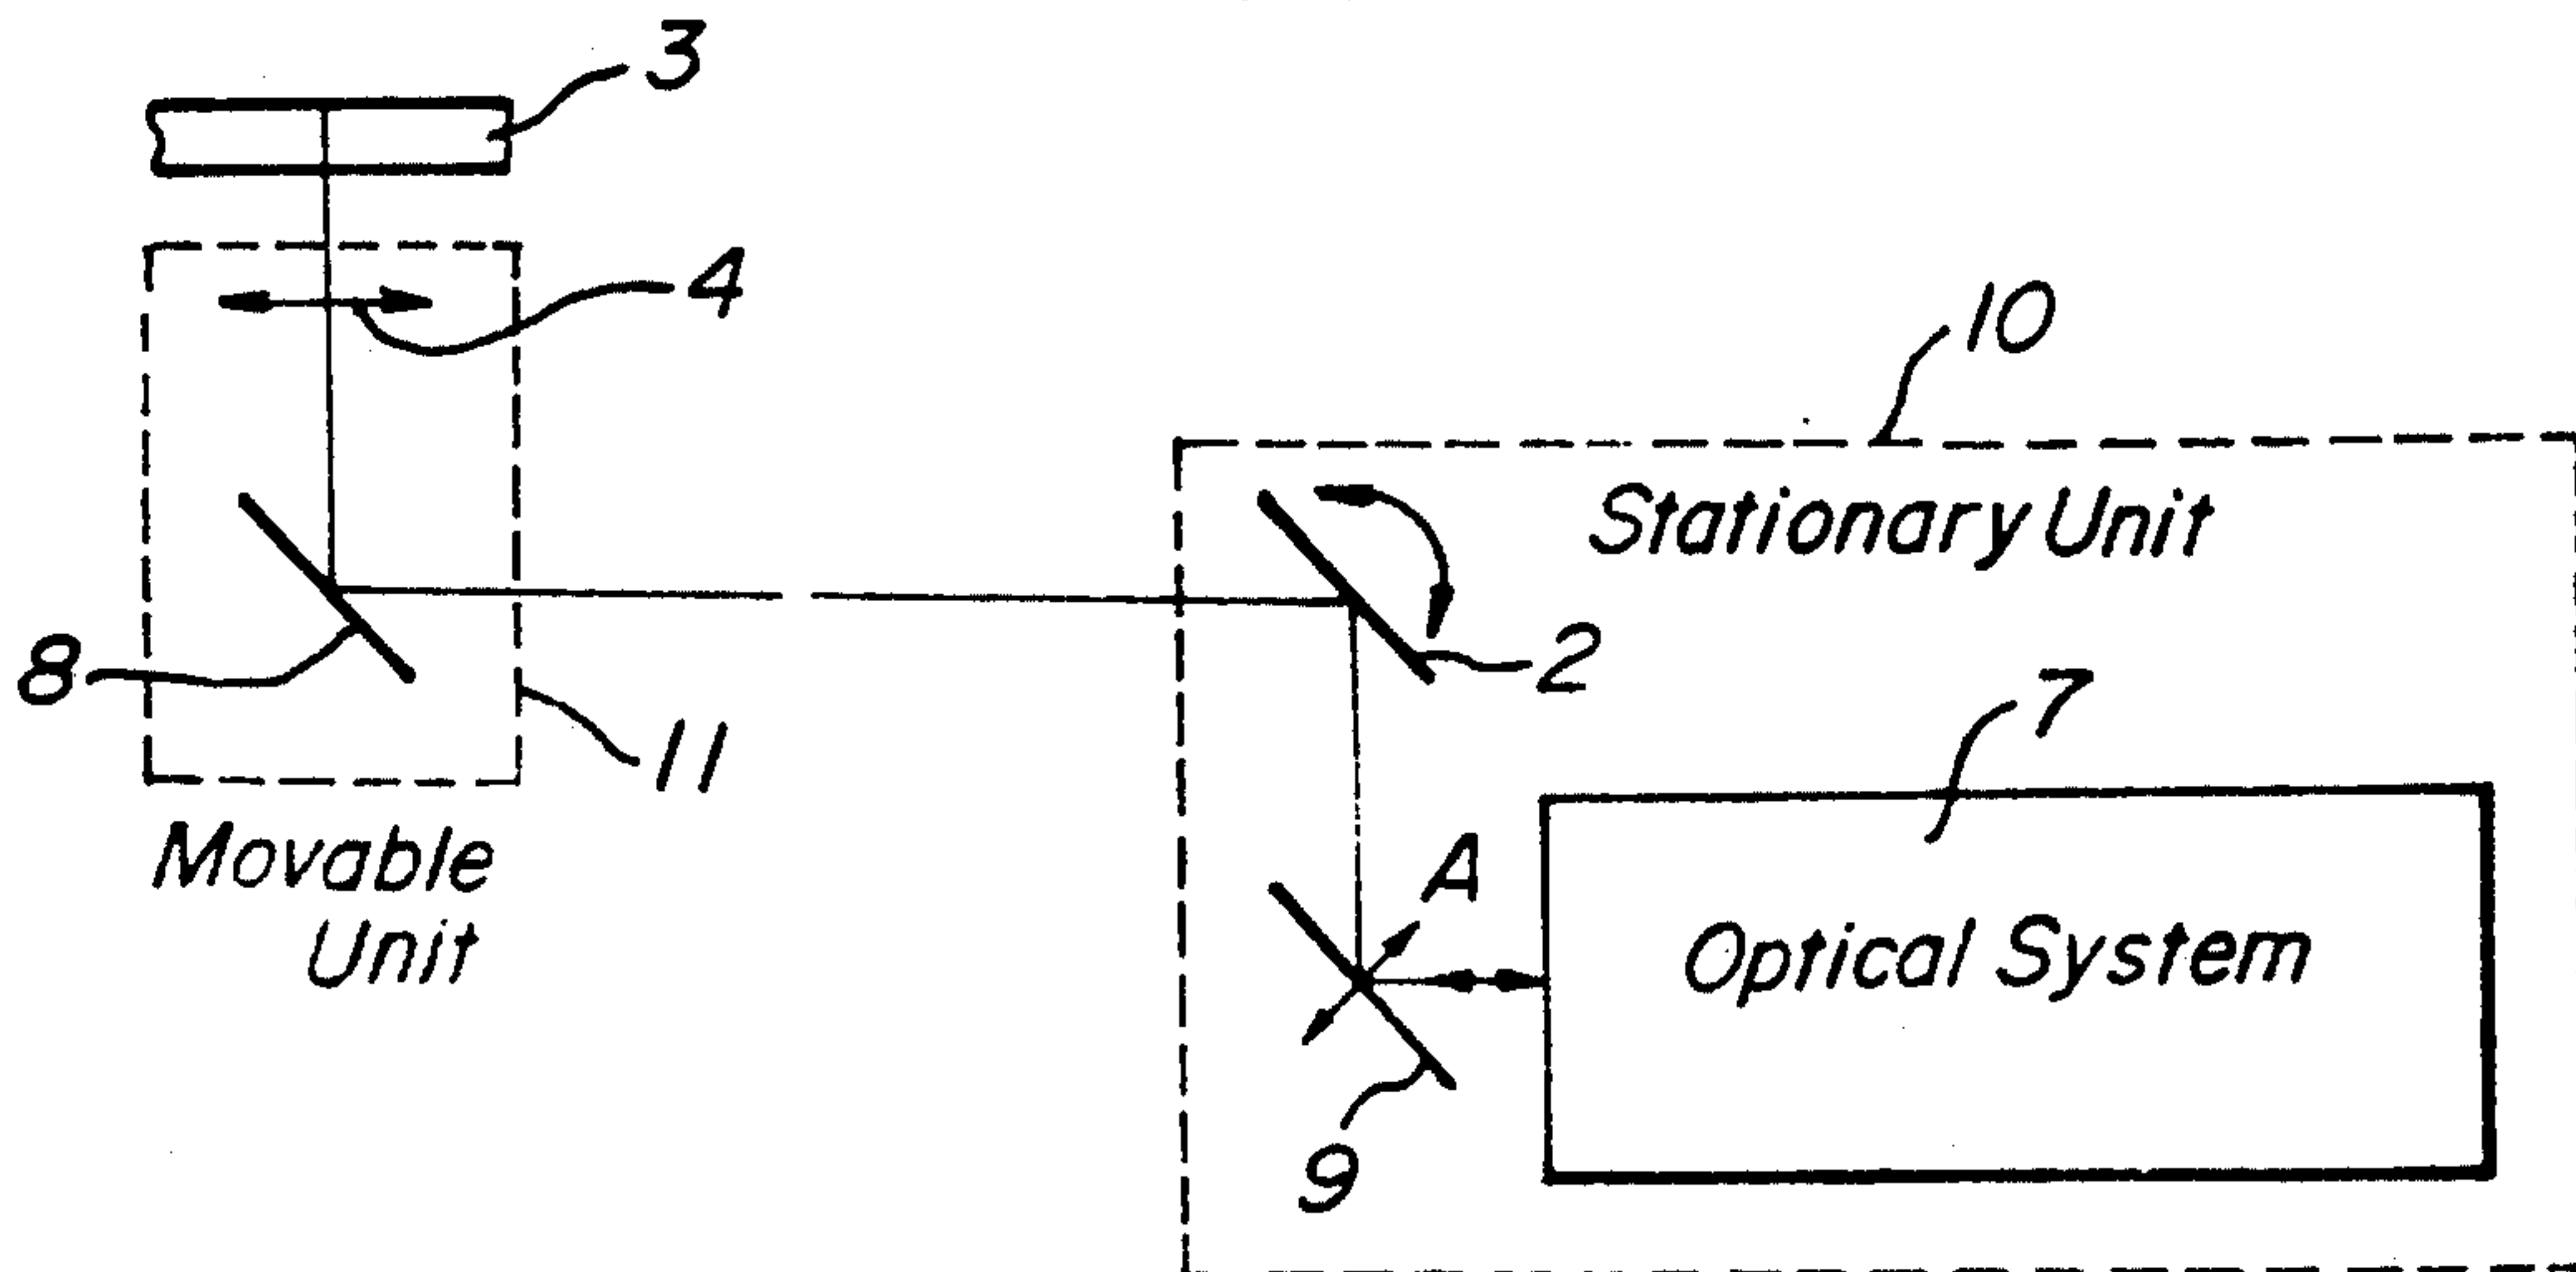 3
4
10
Stationary Unit
2
8
11
7
Movable
Unit
A
Optical System
9